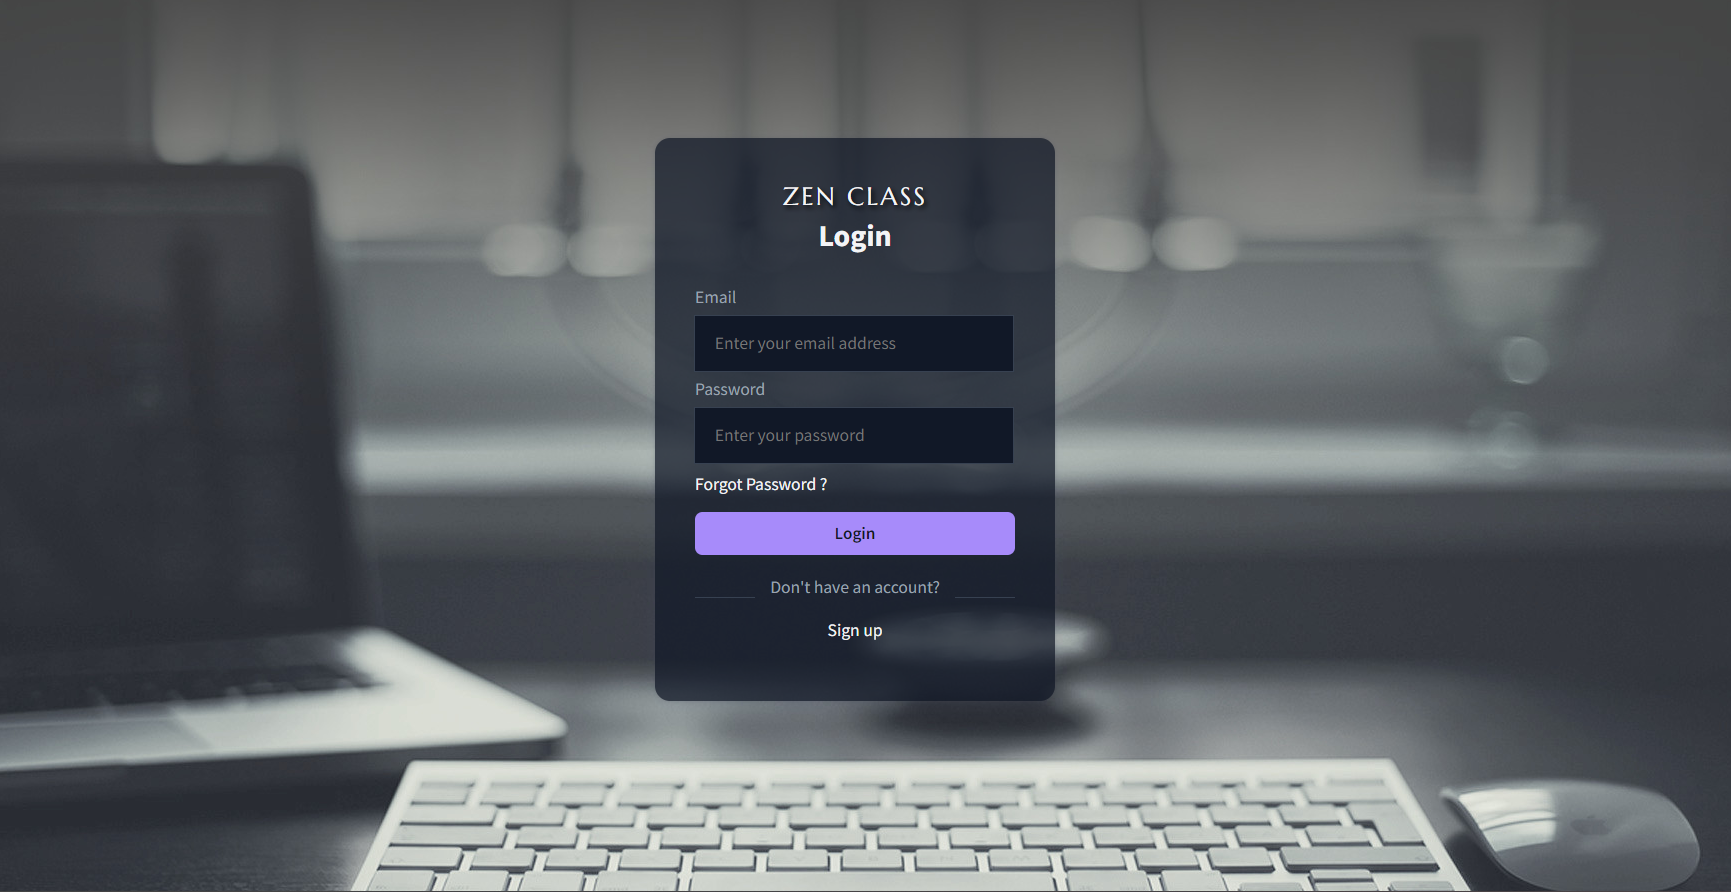 ZEN CLASS
Login
Email
Enter your email address
Password
Enter your password
Forgot Password ?
Login
Don't have an account?
Sign up